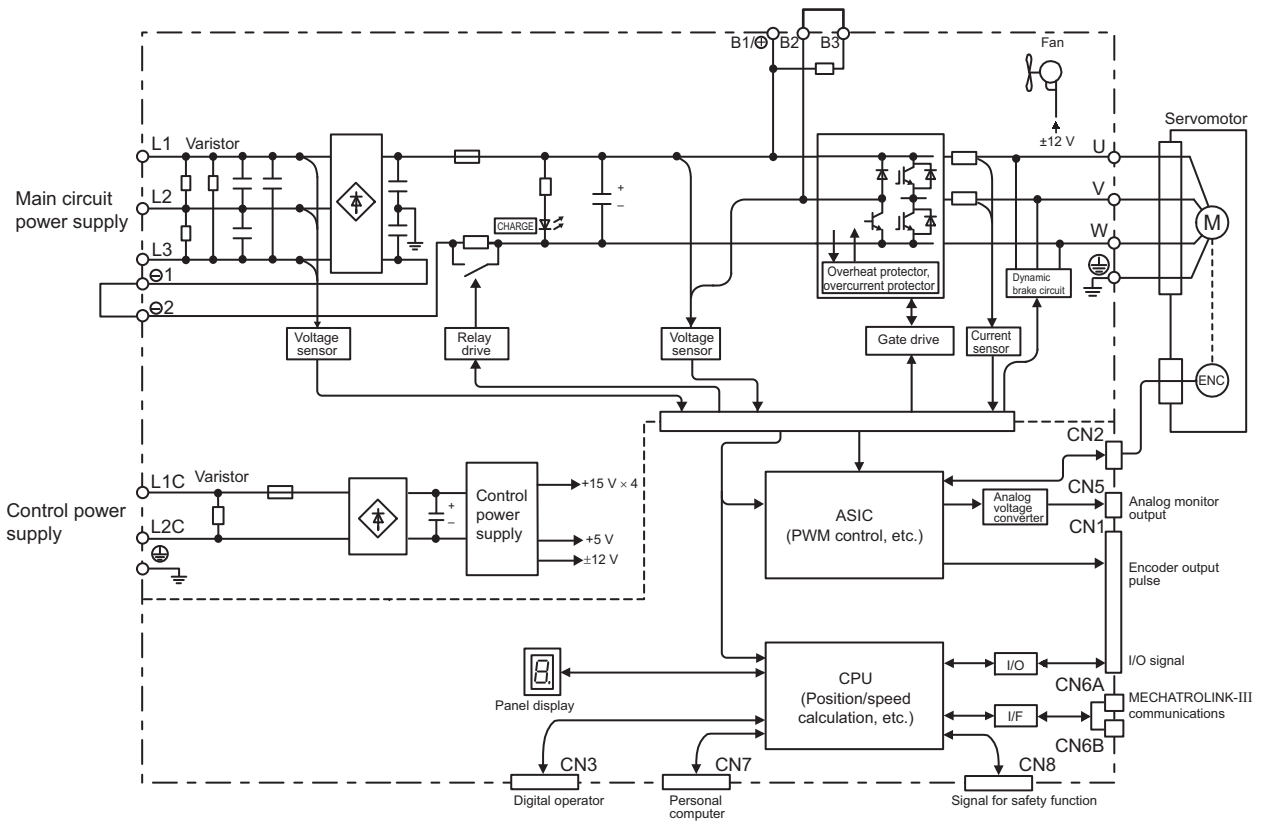 B1/⊕ B2 B3
Fan
±12 V
Servomotor
L1 Varistor
U
Main circuit
power supply
L2
V
M
+
–
CHARGE
W
L3
⊖1
⊖2
Overheat protector,
overcurrent protector
Dynamic
brake circuit
Voltage
sensor
Relay
drive
Voltage
sensor
Gate drive
Current
sensor
ENC
CN2
L1C Varistor
Control power
supply
L2C
+
–
Control
power
supply
+15 V × 4
+5 V
±12 V
ASIC
(PWM control, etc.)
Analog
voltage
converter
CN5
Analog monitor
output
CN1
Encoder output
pulse
8.
Panel display
CPU
(Position/speed
calculation, etc.)
I/O
I/O signal
CN6A
I/F
MECHATROLINK-III
communications
CN6B
CN3
CN7
CN8
Digital operator
Personal
computer
Signal for safety function